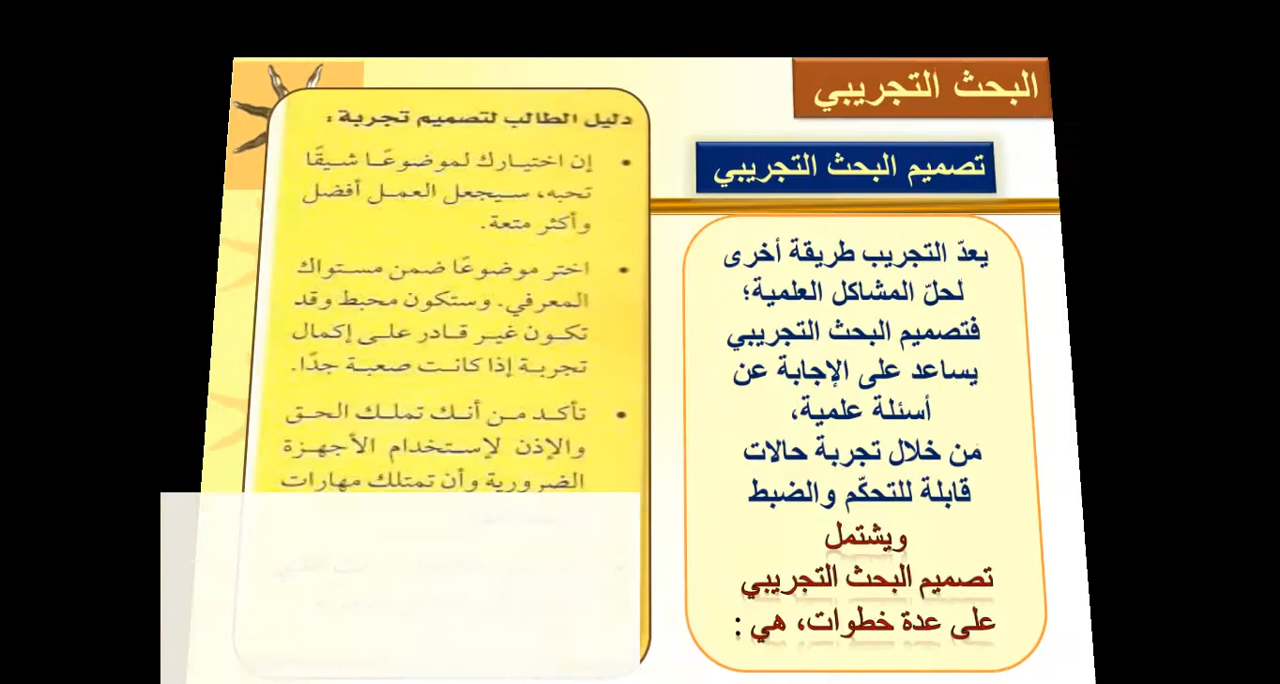 البحث التجريبي
تصميم البحث التجريبي
يعدّ التجريب طريقة أخرى
لحلّ المشاكل العلمية؛
فتصميم البحث التجريبي
يساعد على الإجابة عن
أسئلة علمية،
من خلال تجربة حالات
قابلة للتحكّم والضبط
ويشتمل
تصميم البحث التجريبي
على عدة خطوات، هي :
دليل الطالب لتصميم تجربة :
• إن اختيارك لموضوعًا شيقًا
تحبه، سيجعل العمل أفضل
وأكثر متعة.
• اختر موضوعًا ضمن مستواك
المعرفي. وستكون محبط وقد
تكون غير قادر على إكمال
تجربة إذا كانت صعبة جدًا.
• تأكد من أنك تملك الحق
والإذن لإستخدام الأجهزة
الضرورية وأن تمتلك مهارات